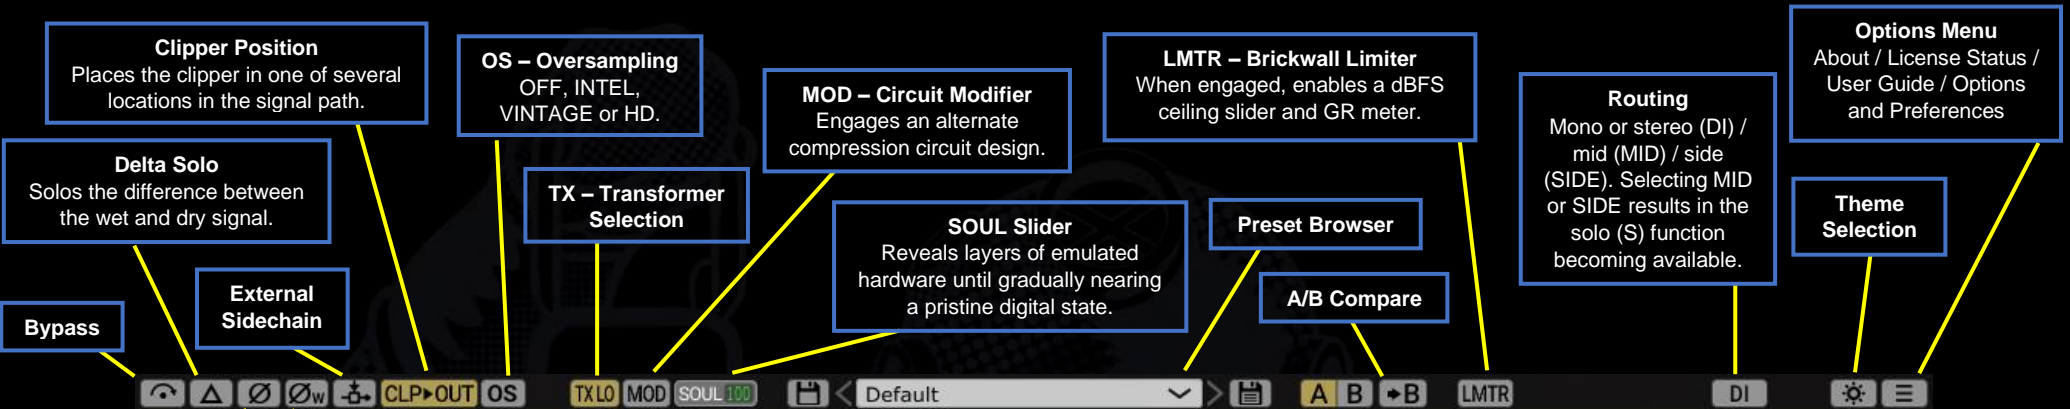 Clipper Position
Places the clipper in one of several
locations in the signal path.
Delta Solo
Solos the difference between
the wet and dry signal.
Bypass
External
Sidechain
OS – Oversampling
OFF, INTEL,
VINTAGE or HD.
TX – Transformer
Selection
MOD – Circuit Modifier
Engages an alternate
compression circuit design.
SOUL Slider
Reveals layers of emulated
hardware until gradually nearing
a pristine digital state.
LMTR – Brickwall Limiter
When engaged, enables a dBFS
ceiling slider and GR meter.
Preset Browser
A/B Compare
Routing
Mono or stereo (DI) /
mid (MID) / side
(SIDE). Selecting MID
or SIDE results in the
solo (S) function
becoming available.
Options Menu
About / License Status /
User Guide / Options
and Preferences
Theme
Selection
Ø Øw CLP▸OUT OS TX LO MOD SOUL 100 < Default > A B ➜B LMTR DI